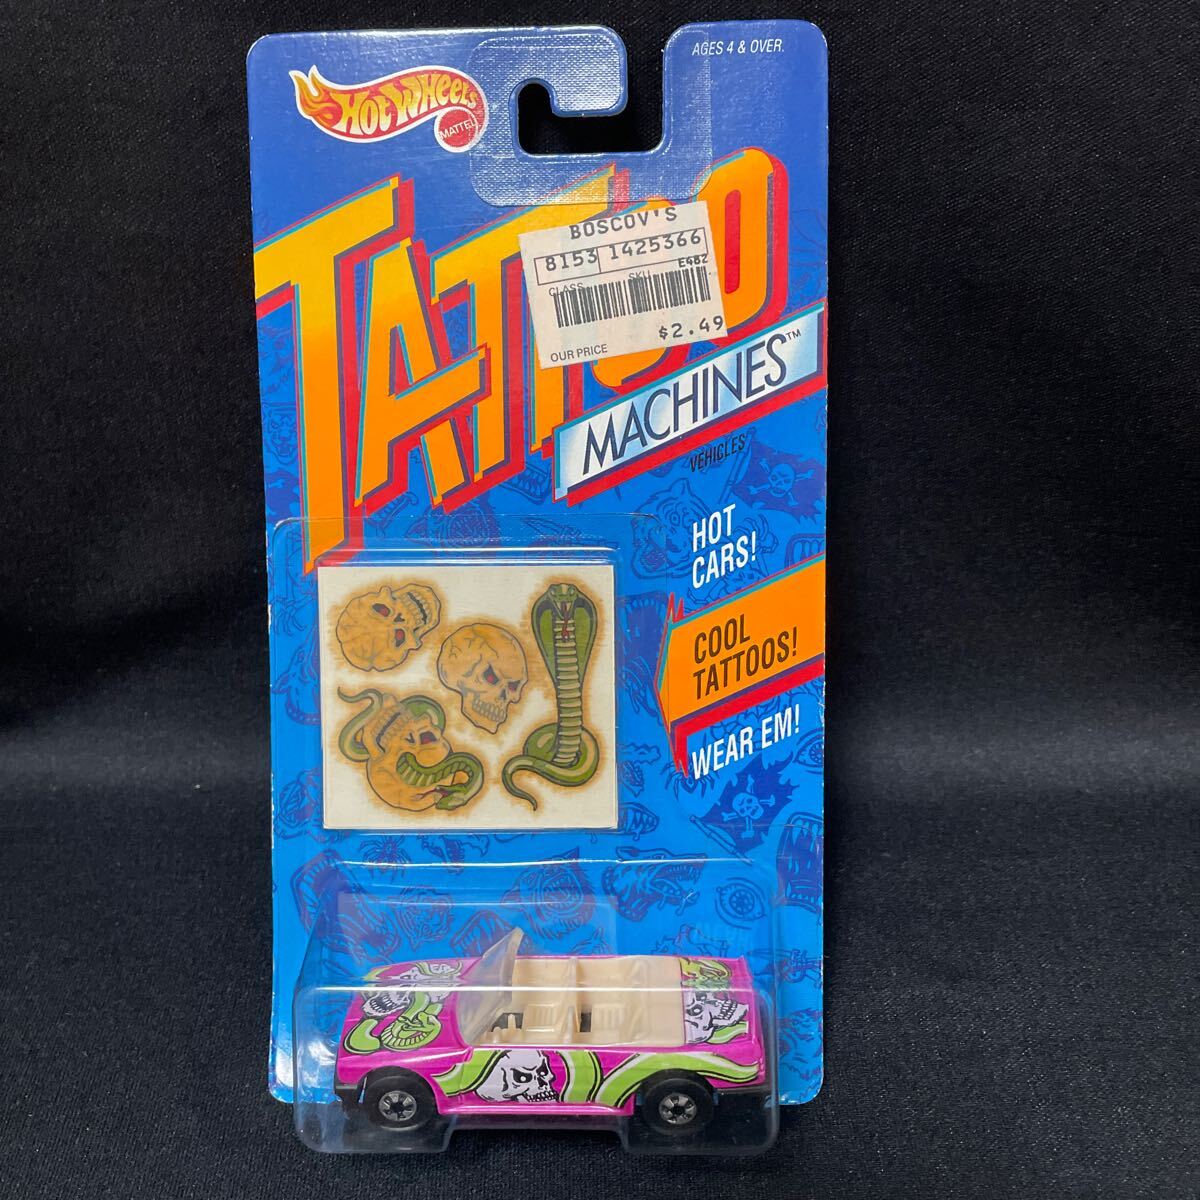 AGES 4 & OVER.
HOT WHEELS
MATTEL
TATTOO
BOSCOV'S
8153 1425366
CLASS SKU E482
$2.49
OUR PRICE
MACHINES™
VEHICLES
HOT
CARS!
COOL
TATTOOS!
WEAR EM!